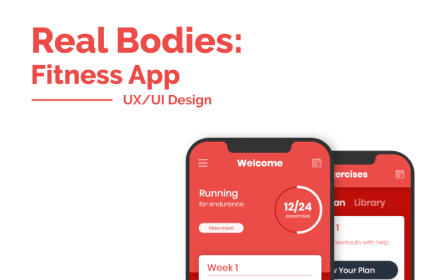 Real Bodies:
Fitness App
UX/UI Design
Welcome
Running
for endurance
12/24
excercises
View more
Week 1
ercises
an Library
1
workouts with help
Your Plan